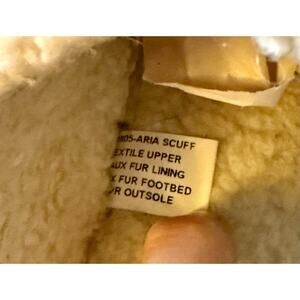 805-ARIA SCUFF
EXTILE UPPER
AUX FUR LINING
X FUR FOOTBED
R OUTSOLE